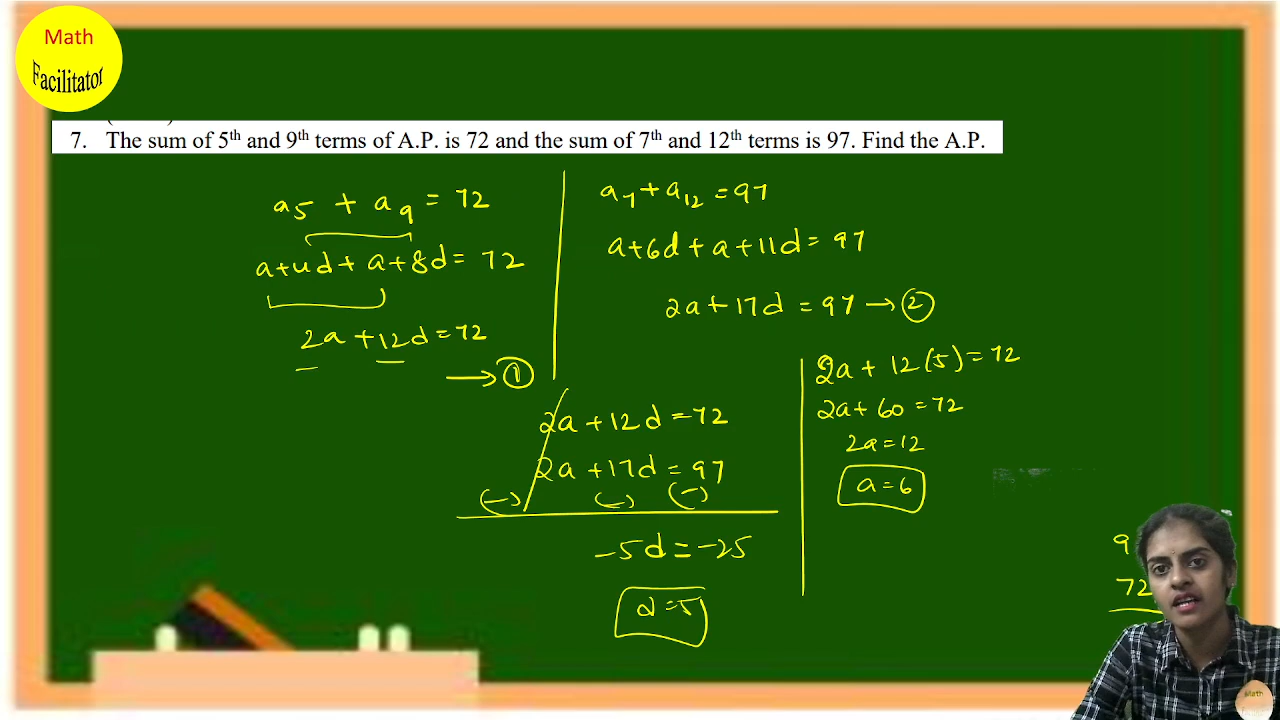 Math
Facilitator
7. The sum of 5th and 9th terms of A.P. is 72 and the sum of 7th and 12th terms is 97. Find the A.P.
a5 + a9 = 72
a+4d+a+8d=72
2a+12d=72
→①
a7+a12=97
a+6d+a+11d=97
2a+17d=97→②
2a+12d=72
2a+17d=97
(−) (−) (−)
-5d=-25
d=5
2a+12(5)=72
2a+60=72
2a=12
a=6
9
72
Math